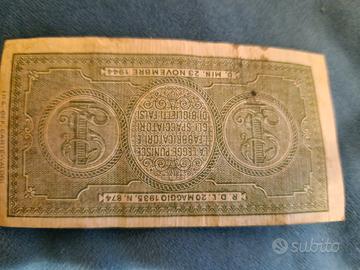 R. D. L. 20 MAGGIO 1935, N. 874
LA LEGGE PUNISCE
I FABBRICATORI E
GLI SPACCIATORI
DI BIGLIETTI FALSI
D. MIN. 23 NOVEMBRE 1944
subito